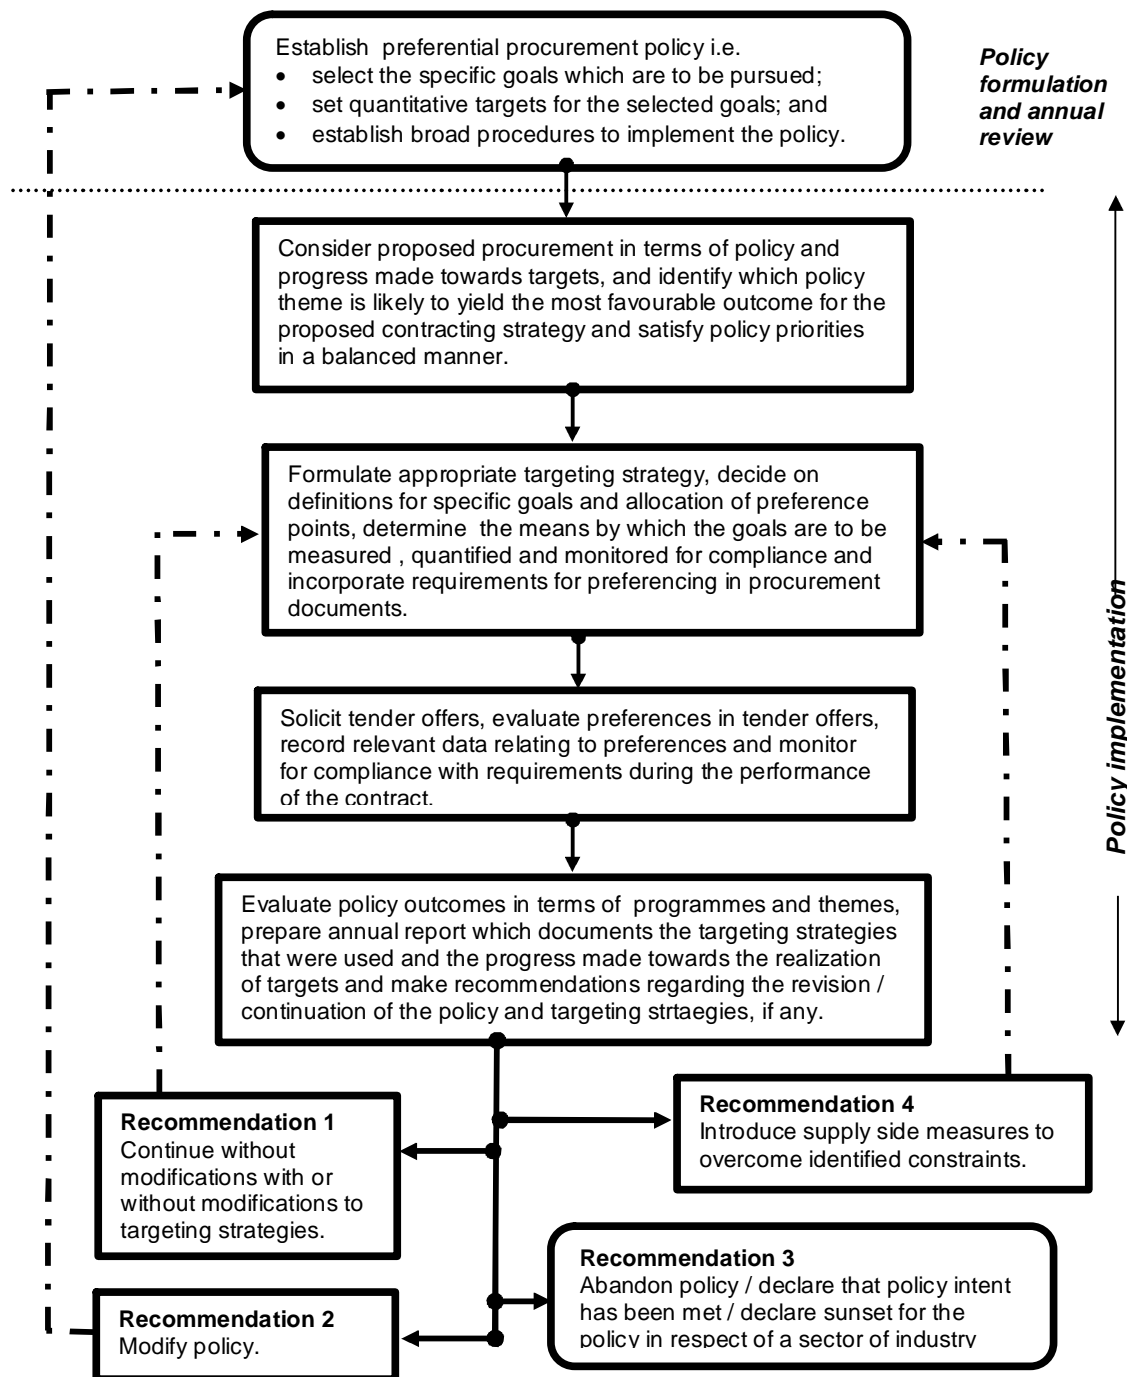 Establish preferential procurement policy i.e.
• select the specific goals which are to be pursued;
• set quantitative targets for the selected goals; and
• establish broad procedures to implement the policy.
Policy
formulation
and annual
review
Consider proposed procurement in terms of policy and
progress made towards targets, and identify which policy
theme is likely to yield the most favourable outcome for the
proposed contracting strategy and satisfy policy priorities
in a balanced manner.
Formulate appropriate targeting strategy, decide on
definitions for specific goals and allocation of preference
points, determine the means by which the goals are to be
measured , quantified and monitored for compliance and
incorporate requirements for preferencing in procurement
documents.
Policy implementation
Solicit tender offers, evaluate preferences in tender offers,
record relevant data relating to preferences and monitor
for compliance with requirements during the performance
of the contract.
Evaluate policy outcomes in terms of programmes and themes,
prepare annual report which documents the targeting strategies
that were used and the progress made towards the realization
of targets and make recommendations regarding the revision /
continuation of the policy and targeting strtaegies, if any.
Recommendation 1
Continue without
modifications with or
without modifications to
targeting strategies.
Recommendation 4
Introduce supply side measures to
overcome identified constraints.
Recommendation 3
Abandon policy / declare that policy intent
has been met / declare sunset for the
policy in respect of a sector of industry
Recommendation 2
Modify policy.